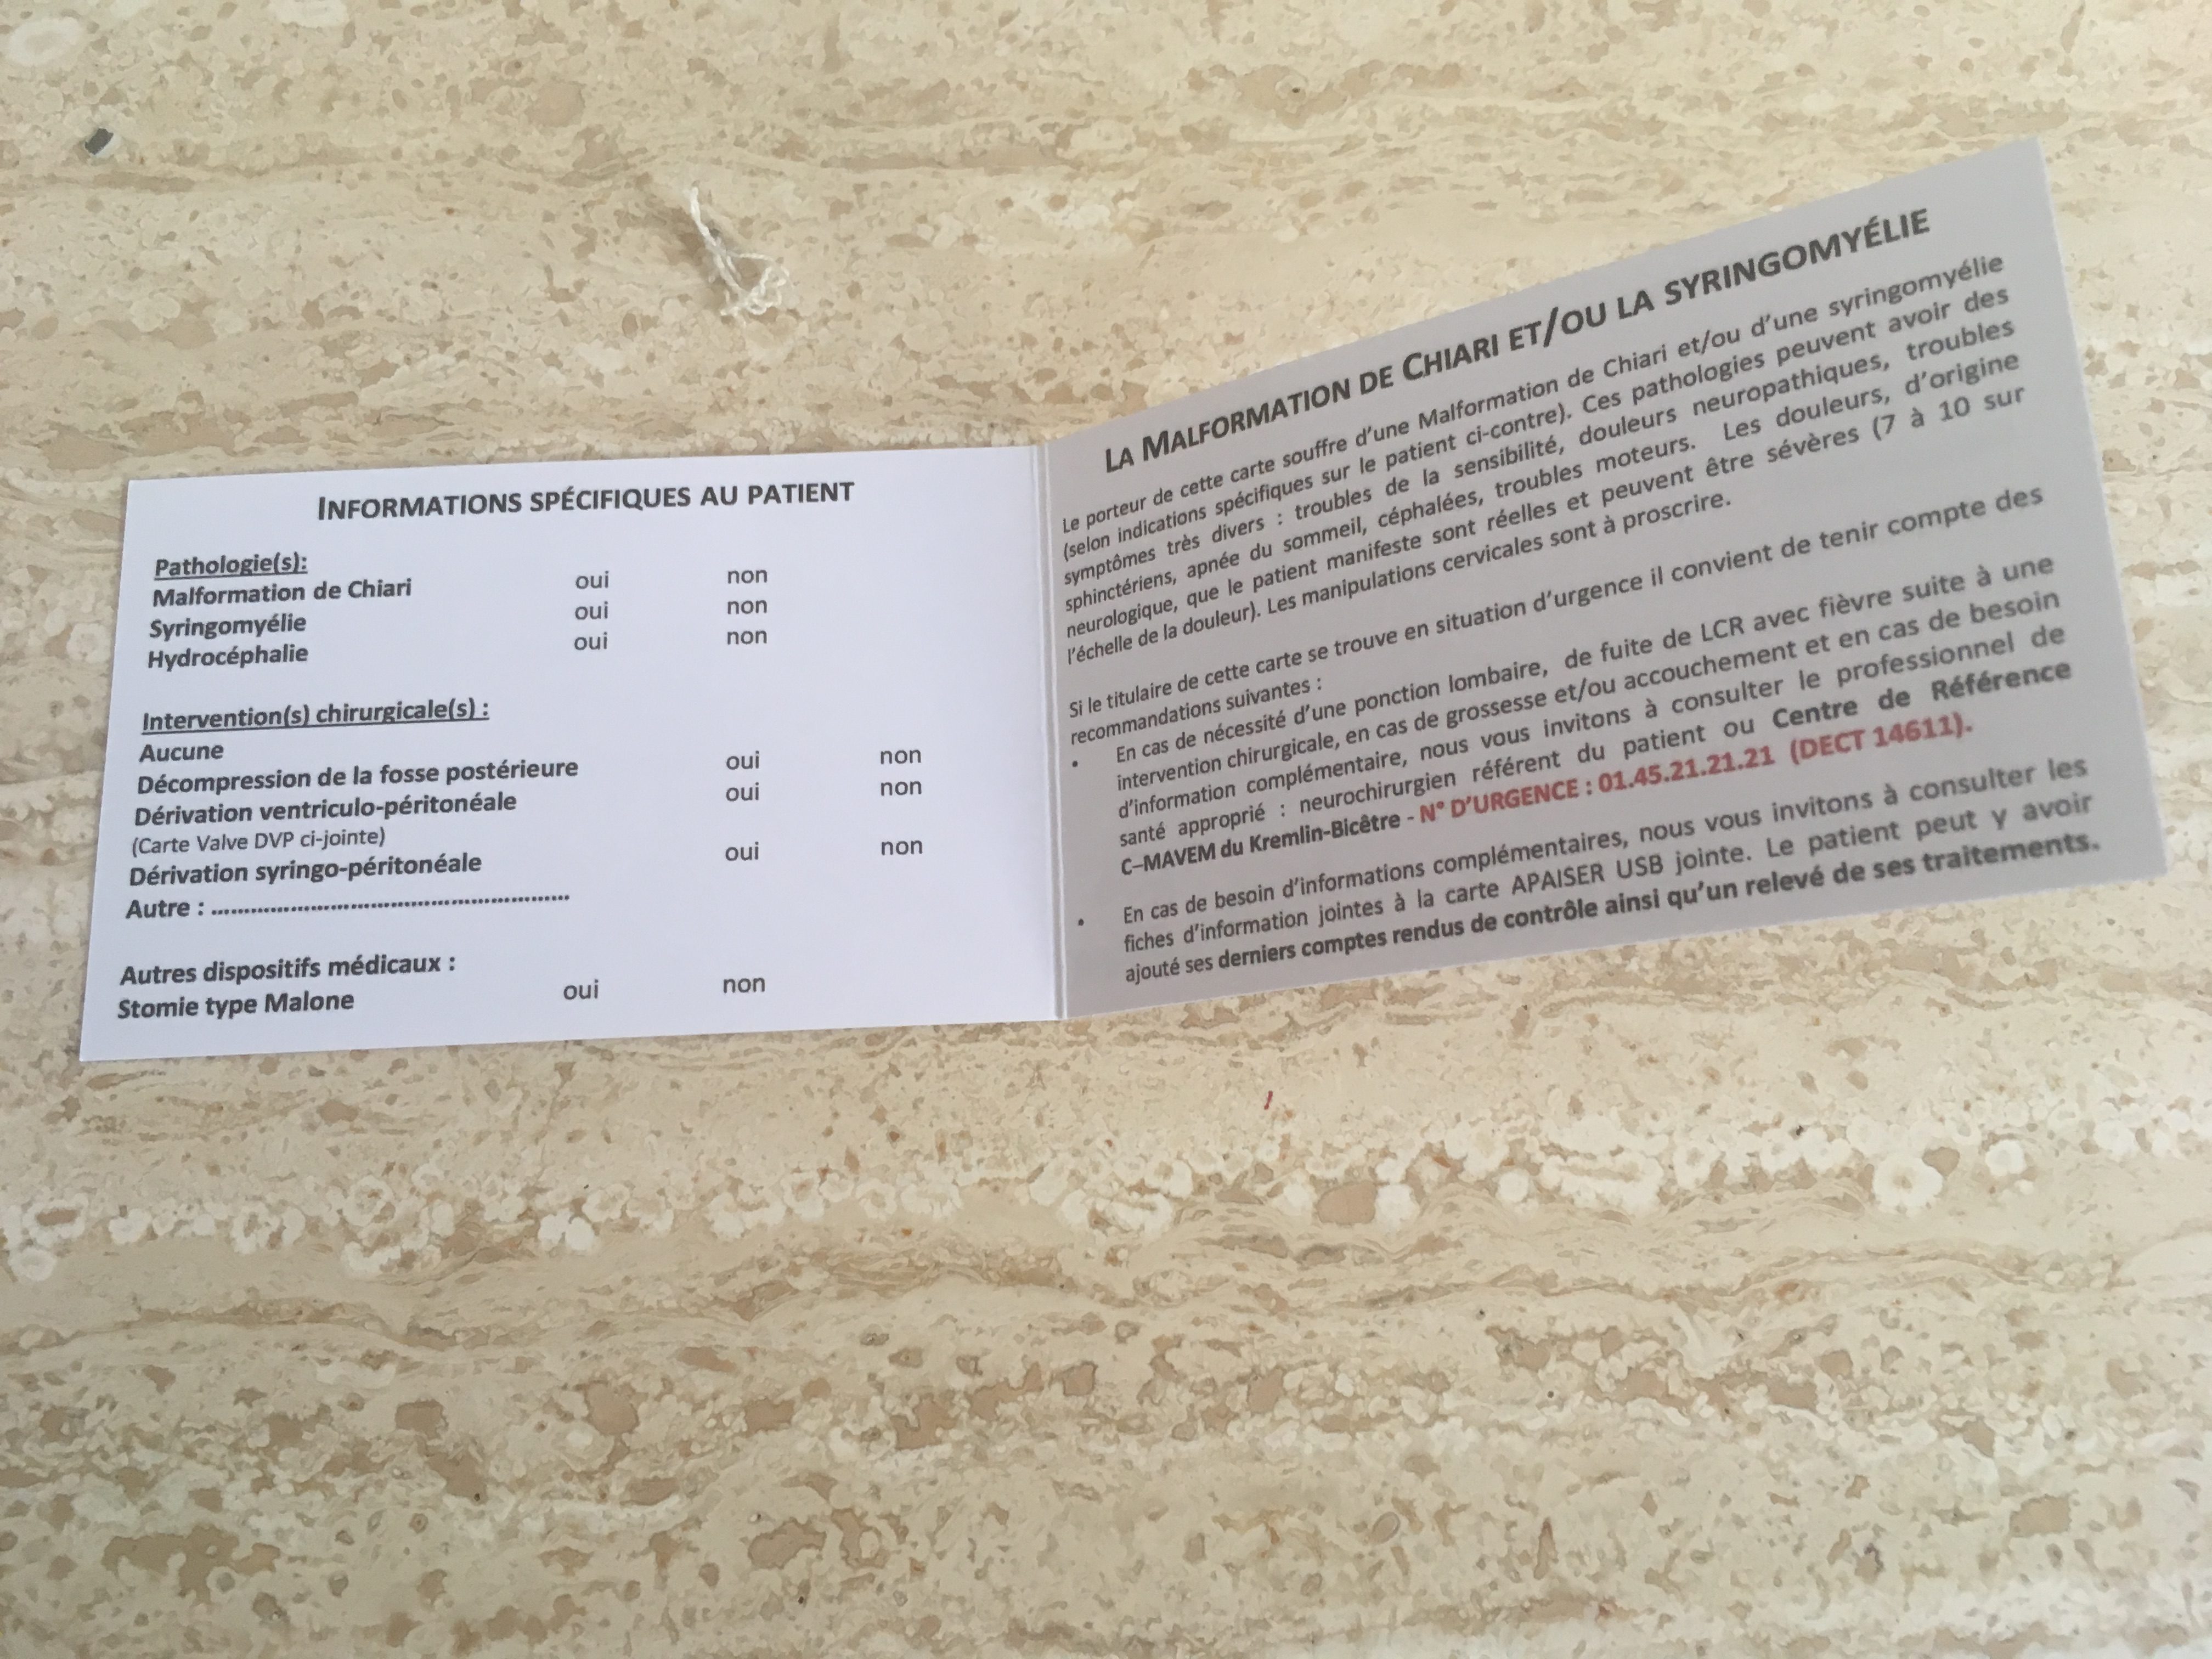 INFORMATIONS SPÉCIFIQUES AU PATIENT
Pathologie(s):
Malformation de Chiari oui non
Syringomyélie oui non
Hydrocéphalie oui non
Intervention(s) chirurgicale(s) :
Aucune
Décompression de la fosse postérieure oui non
Dérivation ventriculo-péritonéale oui non
(Carte Valve DVP ci-jointe)
Dérivation syringo-péritonéale oui non
Autre : ......................................................
Autres dispositifs médicaux :
Stomie type Malone oui non
LA MALFORMATION DE CHIARI ET/OU LA SYRINGOMYÉLIE
Le porteur de cette carte souffre d'une Malformation de Chiari et/ou d'une syringomyélie
(selon indications spécifiques sur le patient ci-contre). Ces pathologies peuvent avoir des
symptômes très divers : troubles de la sensibilité, douleurs neuropathiques, troubles
sphinctériens, apnée du sommeil, céphalées, troubles moteurs. Les douleurs, d'origine
neurologique, que le patient manifeste sont réelles et peuvent être sévères (7 à 10 sur
l'échelle de la douleur). Les manipulations cervicales sont à proscrire.
Si le titulaire de cette carte se trouve en situation d'urgence il convient de tenir compte des
recommandations suivantes :
• En cas de nécessité d'une ponction lombaire, de fuite de LCR avec fièvre suite à une
intervention chirurgicale, en cas de grossesse et/ou accouchement et en cas de besoin
d'information complémentaire, nous vous invitons à consulter le professionnel de
santé approprié : neurochirurgien référent du patient ou Centre de Référence
C–MAVEM du Kremlin-Bicêtre - N° D'URGENCE : 01.45.21.21.21 (DECT 14611).
• En cas de besoin d'informations complémentaires, nous vous invitons à consulter les
fiches d'information jointes à la carte APAISER USB jointe. Le patient peut y avoir
ajouté ses derniers comptes rendus de contrôle ainsi qu'un relevé de ses traitements.